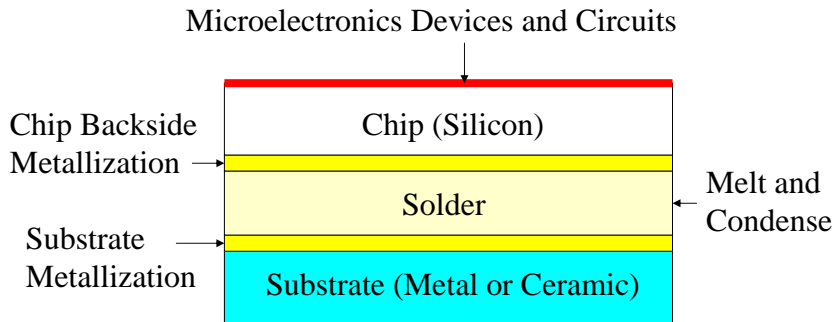 Microelectronics Devices and Circuits
Chip (Silicon)
Chip Backside
Metallization
Solder
Melt and
Condense
Substrate
Metallization
Substrate (Metal or Ceramic)